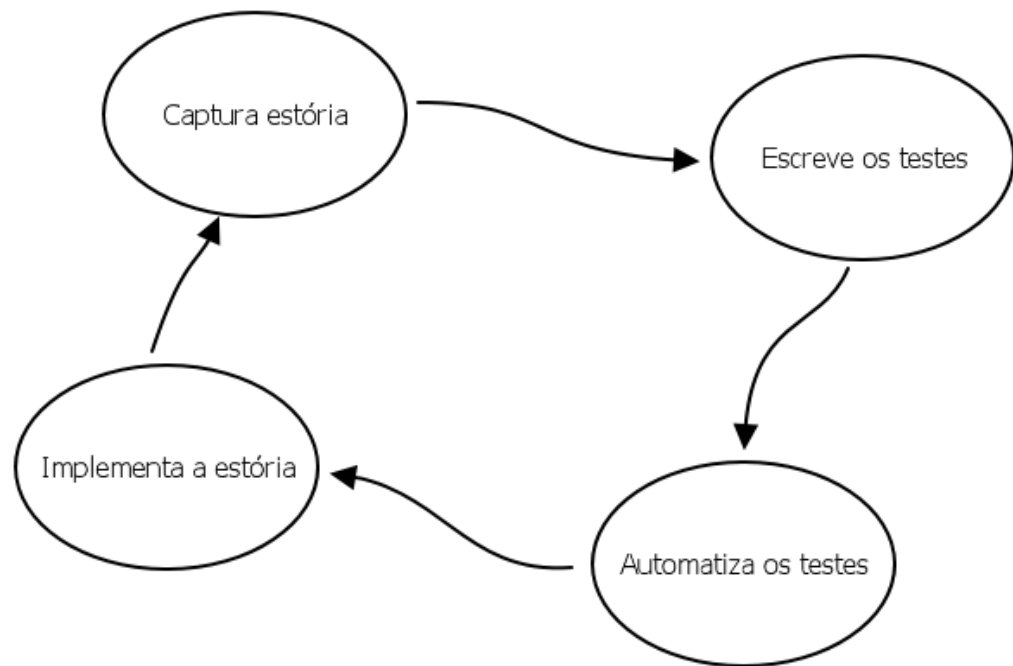 Captura estória
Escreve os testes
Implementa a estória
Automatiza os testes